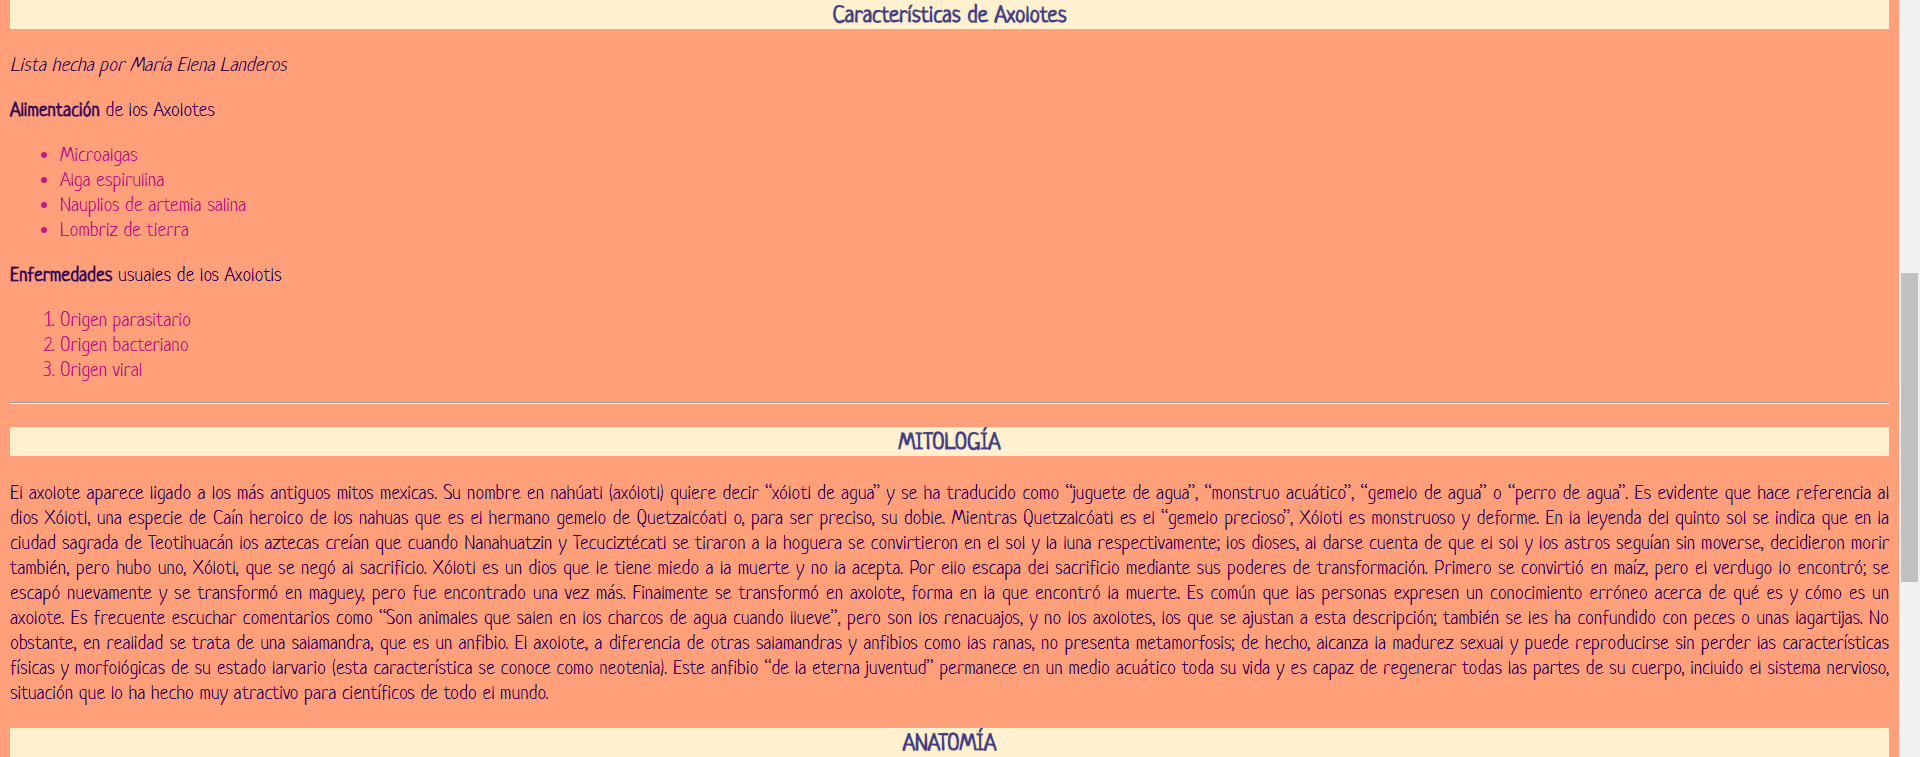 Características de Axolotes
Lista hecha por María Elena Landeros
Alimentación de los Axolotes
• Microalgas
• Alga espirulina
• Nauplios de artemia salina
• Lombriz de tierra
Enfermedades usuales de los Axolotls
1. Origen parasitario
2. Origen bacteriano
3. Origen viral
MITOLOGÍA
El axolote aparece ligado a los más antiguos mitos mexicas. Su nombre en nahúatl (axólotl) quiere decir “xólotl de agua” y se ha traducido como “juguete de agua”, “monstruo acuático”, “gemelo de agua” o “perro de agua”. Es evidente que hace referencia al
dios Xólotl, una especie de Caín heroico de los nahuas que es el hermano gemelo de Quetzalcóatl o, para ser preciso, su doble. Mientras Quetzalcóatl es el “gemelo precioso”, Xólotl es monstruoso y deforme. En la leyenda del quinto sol se indica que en la
ciudad sagrada de Teotihuacán los aztecas creían que cuando Nanahuatzin y Tecuciztécatl se tiraron a la hoguera se convirtieron en el sol y la luna respectivamente; los dioses, al darse cuenta de que el sol y los astros seguían sin moverse, decidieron morir
también, pero hubo uno, Xólotl, que se negó al sacrificio. Xólotl es un dios que le tiene miedo a la muerte y no la acepta. Por ello escapa del sacrificio mediante sus poderes de transformación. Primero se convirtió en maíz, pero el verdugo lo encontró; se
escapó nuevamente y se transformó en maguey, pero fue encontrado una vez más. Finalmente se transformó en axolote, forma en la que encontró la muerte. Es común que las personas expresen un conocimiento erróneo acerca de qué es y cómo es un
axolote. Es frecuente escuchar comentarios como “Son animales que salen en los charcos de agua cuando llueve”, pero son los renacuajos, y no los axolotes, los que se ajustan a esta descripción; también se les ha confundido con peces o unas lagartijas. No
obstante, en realidad se trata de una salamandra, que es un anfibio. El axolote, a diferencia de otras salamandras y anfibios como las ranas, no presenta metamorfosis; de hecho, alcanza la madurez sexual y puede reproducirse sin perder las características
físicas y morfológicas de su estado larvario (esta característica se conoce como neotenia). Este anfibio “de la eterna juventud” permanece en un medio acuático toda su vida y es capaz de regenerar todas las partes de su cuerpo, incluido el sistema nervioso,
situación que lo ha hecho muy atractivo para científicos de todo el mundo.
ANATOMÍA